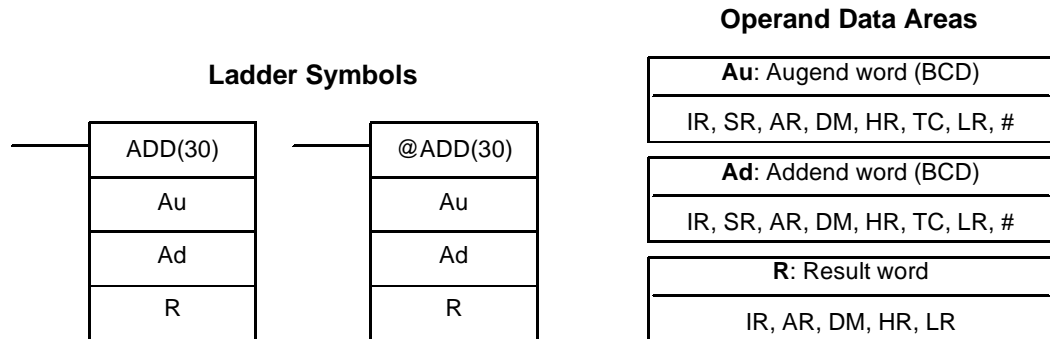 Ladder Symbols
ADD(30)
Au
Ad
R
@ADD(30)
Au
Ad
R
Operand Data Areas
Au: Augend word (BCD)
IR, SR, AR, DM, HR, TC, LR, #
Ad: Addend word (BCD)
IR, SR, AR, DM, HR, TC, LR, #
R: Result word
IR, AR, DM, HR, LR